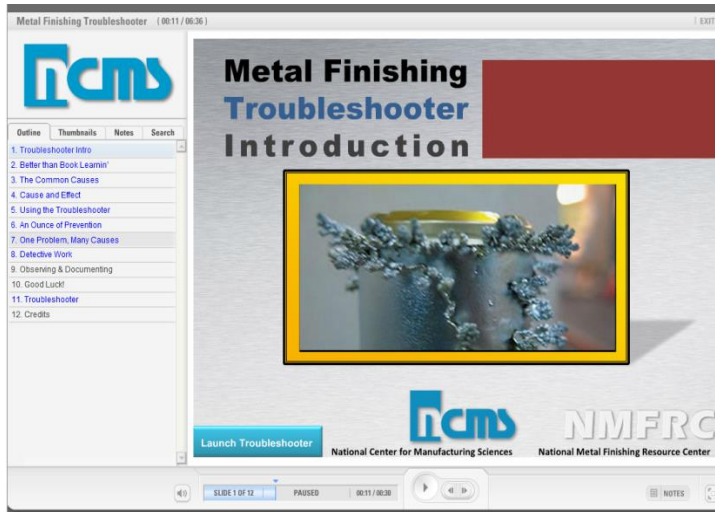 Metal Finishing Troubleshooter ( 00:11 / 06:36 )
EXIT
ncms
Outline Thumbnails Notes Search
1. Troubleshooter Intro
2. Better than Book Learnin'
3. The Common Causes
4. Cause and Effect
5. Using the Troubleshooter
6. An Ounce of Prevention
7. One Problem, Many Causes
8. Detective Work
9. Observing & Documenting
10. Good Luck!
11. Troubleshooter
12. Credits
Metal Finishing
Troubleshooter
Introduction
Launch Troubleshooter
ncms
National Center for Manufacturing Sciences
NMFRC
National Metal Finishing Resource Center
SLIDE 1 OF 12 PAUSED 00:11 / 00:30
NOTES